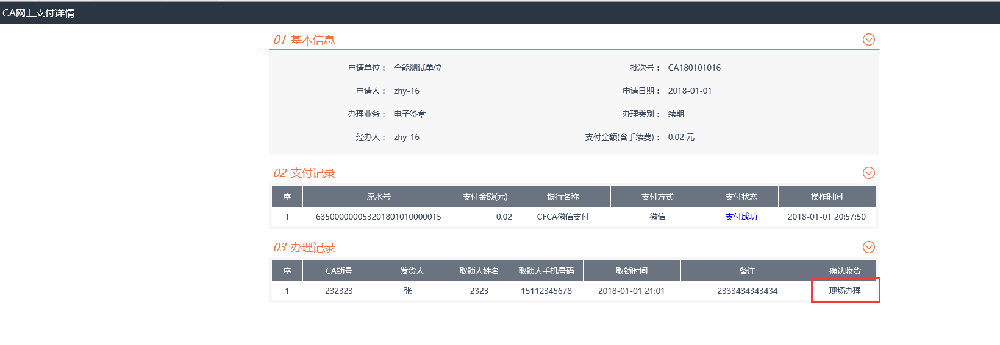 CA网上支付详情
01 基本信息
申请单位： 全能测试单位 批次号： CA180101016
申请人： zhy-16 申请日期： 2018-01-01
办理业务： 电子签章 办理类别： 续期
经办人： zhy-16 支付金额(含手续费)： 0.02 元
02 支付记录
序 流水号 支付金额(元) 银行名称 支付方式 支付状态 操作时间
1 635000000053201801010000015 0.02 CFCA微信支付 微信 支付成功 2018-01-01 20:57:50
03 办理记录
序 CA锁号 发货人 取锁人姓名 取锁人手机号码 取锁时间 备注 确认收货
1 232323 张三 2323 15112345678 2018-01-01 21:01 2333434343434 现场办理